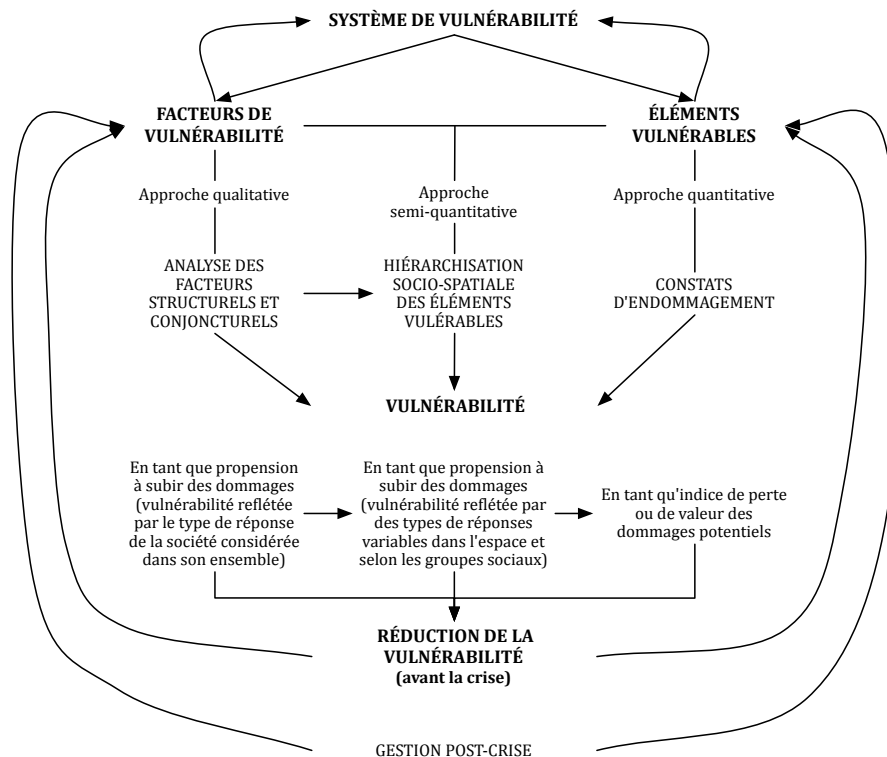 SYSTÈME DE VULNÉRABILITÉ
FACTEURS DE
VULNÉRABILITÉ
ÉLÉMENTS
VULNÉRABLES
Approche qualitative
Approche
semi-quantitative
Approche quantitative
ANALYSE DES
FACTEURS
STRUCTURELS ET
CONJONCTURELS
HIÉRARCHISATION
SOCIO-SPATIALE
DES ÉLÉMENTS
VULÉRABLES
CONSTATS
D'ENDOMMAGEMENT
VULNÉRABILITÉ
En tant que propension
à subir des dommages
(vulnérabilité reflétée
par le type de réponse
de la société considérée
dans son ensemble)
En tant que propension à
subir des dommages
(vulnérabilité reflétée par
des types de réponses
variables dans l'espace et
selon les groupes sociaux)
En tant qu'indice de perte
ou de valeur des
dommages potentiels
RÉDUCTION DE LA
VULNÉRABILITÉ
(avant la crise)
GESTION POST-CRISE